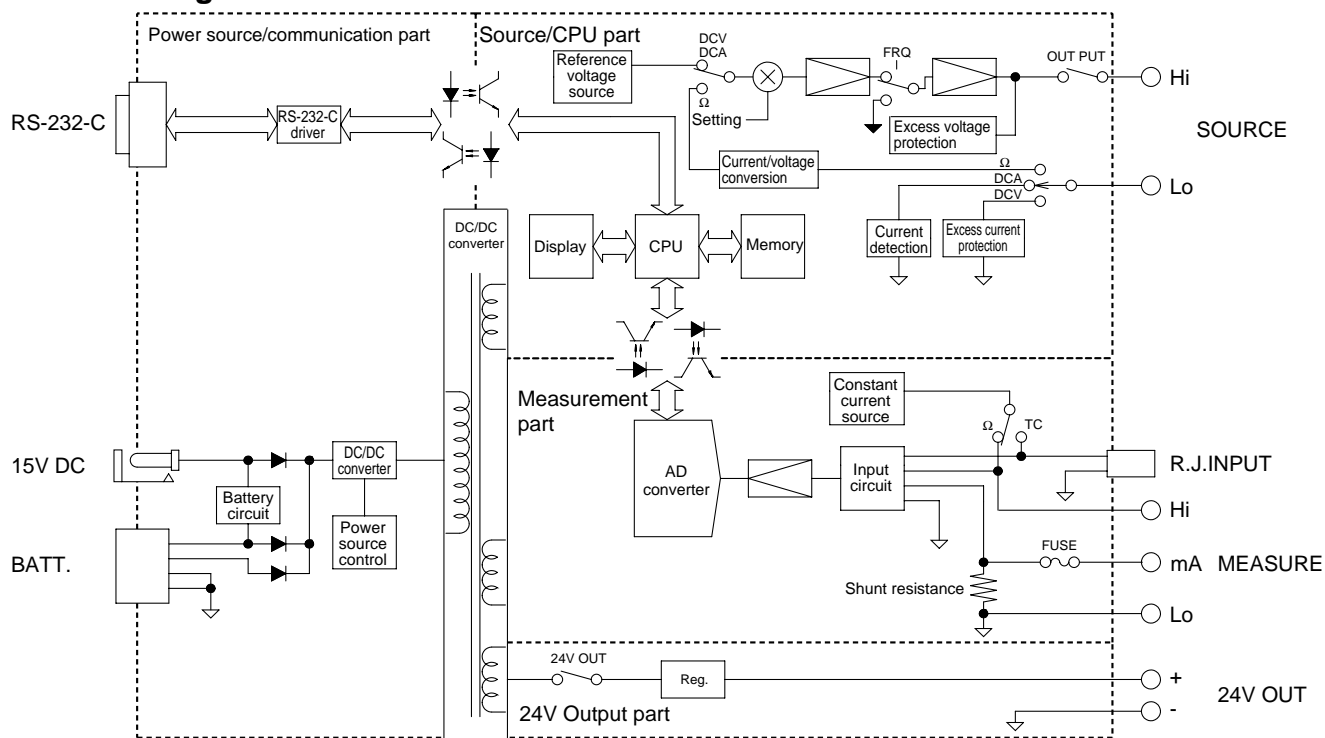 Power source/communication part
Source/CPU part
RS-232-C
RS-232-C
driver
Reference
voltage
source
DCV
DCA
Ω
Setting
FRQ
OUT PUT
Hi
SOURCE
Excess voltage
protection
Current/voltage
conversion
Ω
DCA
DCV
Lo
Current
detection
Excess current
protection
DC/DC
converter
Display
CPU
Memory
Measurement
part
Constant
current
source
Ω
TC
15V DC
DC/DC
converter
Battery
circuit
Power
source
control
BATT.
AD
converter
Input
circuit
R.J.INPUT
Hi
FUSE
mA
MEASURE
Shunt resistance
Lo
24V OUT
Reg.
24V Output part
+
-
24V OUT